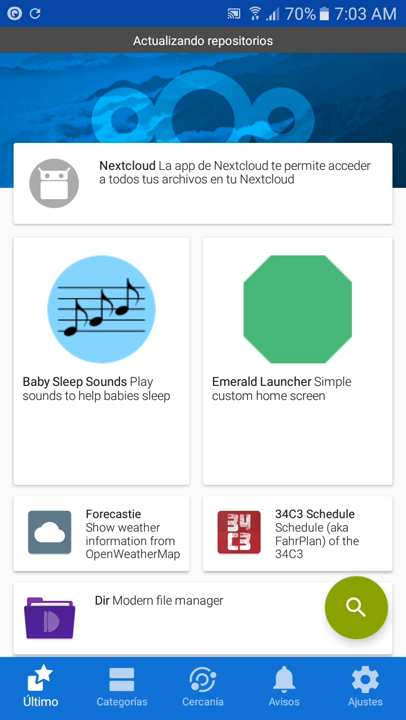 70% 7:03 AM
Actualizando repositorios
Nextcloud La app de Nextcloud te permite acceder
a todos tus archivos en tu Nextcloud
Baby Sleep Sounds Play
sounds to help babies sleep
Emerald Launcher Simple
custom home screen
Forecastie
Show weather
information from
OpenWeatherMap
34C3
34C3 Schedule
Schedule (aka
FahrPlan) of the
34C3
Dir Modern file manager
Último
Categorías
Cercanía
Avisos
Ajustes